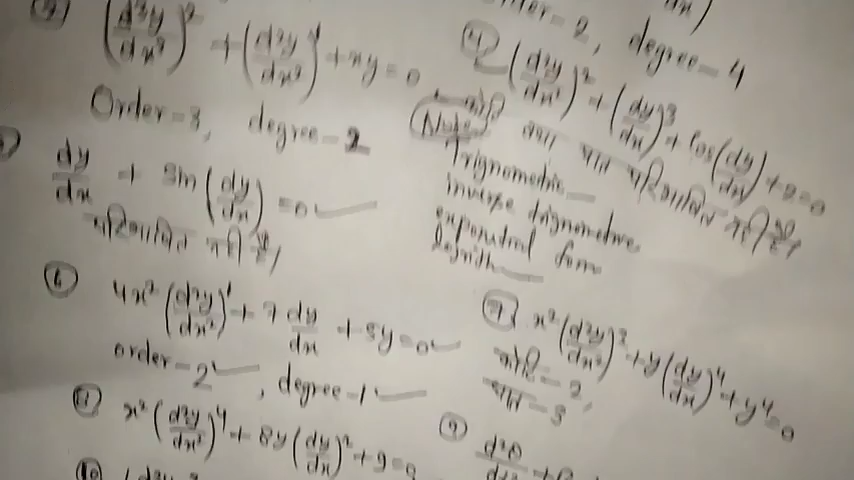 (d³y/dx³)² + (d²y/dx²)⁴ + xy = 0
Order = 3, degree = 2
dy/dx + sin (dy/dx) = 0
परिभाषित नहीं है।
⑥ 4x² (d²y/dx²)¹ + 7 dy/dx + 5y = 0
order = 2, degree = 1
x² (d²y/dx²)⁴ + 8y (dy/dx)² + 9 = 0
⑩
Order = 2, degree = 4
④ (d²y/dx²)² + (dy/dx)³ + cos (dy/dx) + 2 = 0
घात परिभाषित नहीं है।
Note
Trignometric
inverse trignometric
exponential form
⑦ x² (d²y/dx²)³ + y (dy/dx)⁴ + y⁴ = 0
कोटि = 2,
घात = 3
⑨